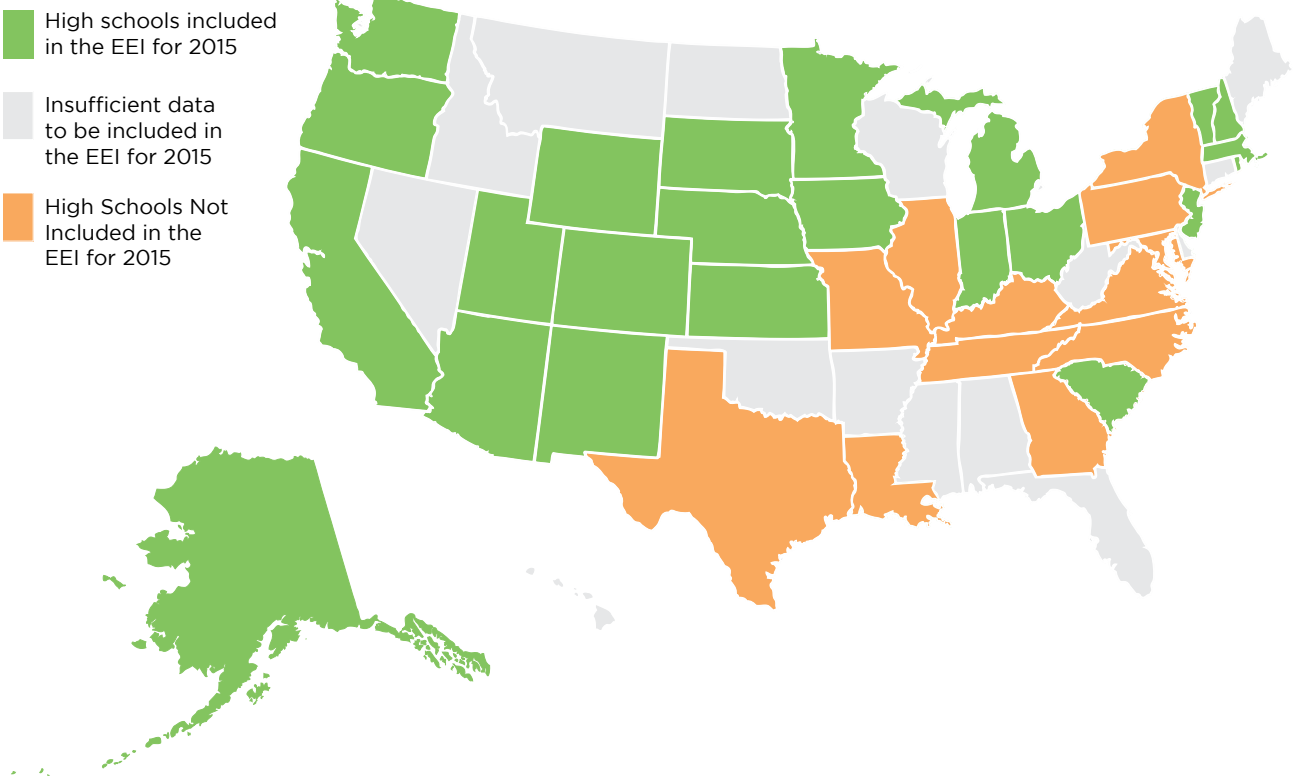 High schools included
in the EEI for 2015
Insufficient data
to be included in
the EEI for 2015
High Schools Not
Included in the
EEI for 2015